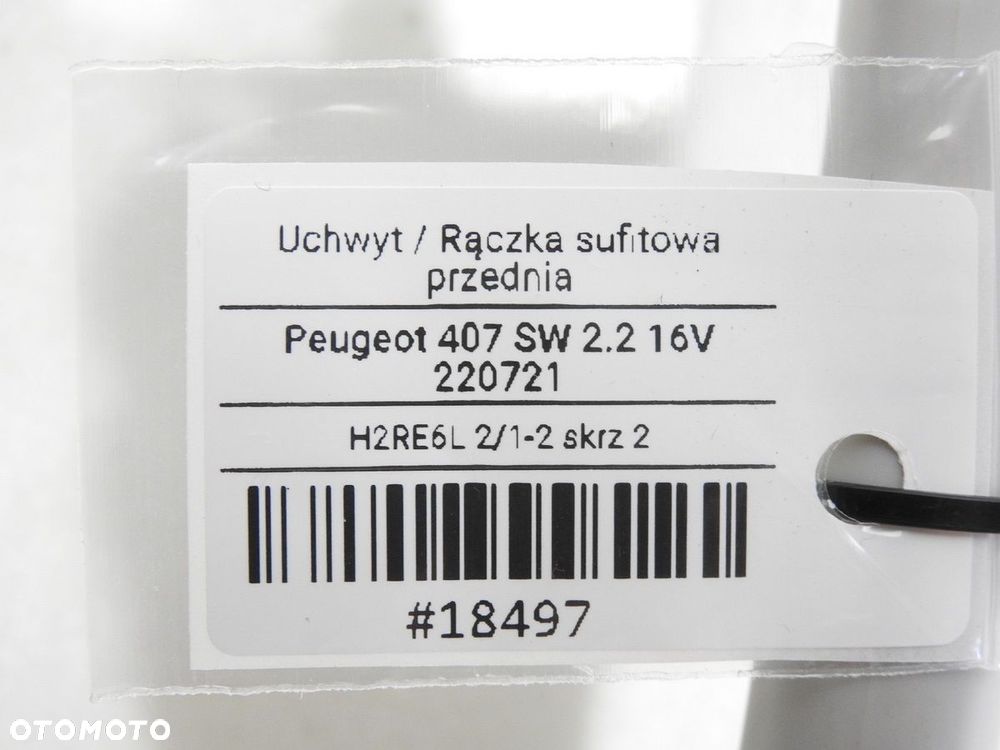 Uchwyt / Rączka sufitowa
przednia
Peugeot 407 SW 2.2 16V
220721
H2RE6L 2/1-2 skrz 2
#18497
OTOMOTO